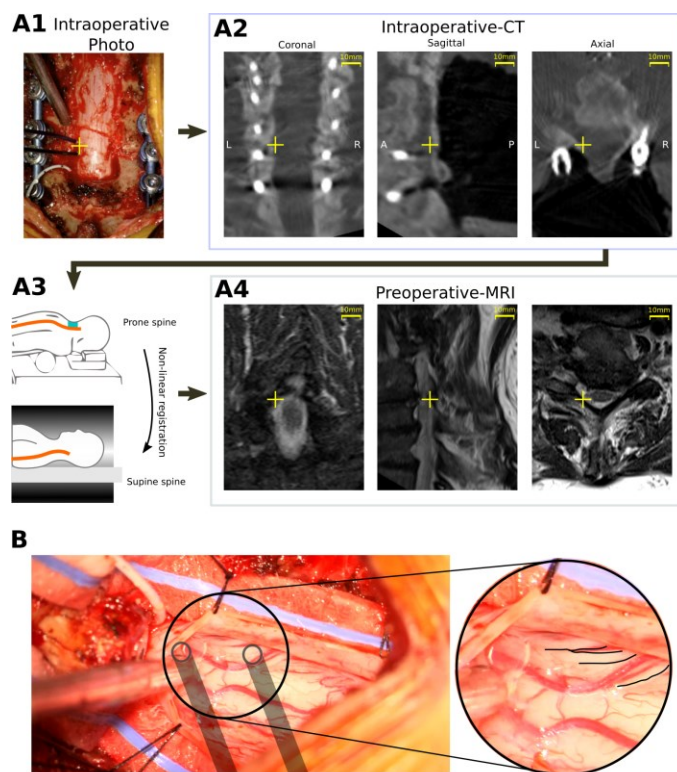 A1 Intraoperative
Photo
A2 Intraoperative-CT
Coronal
Sagittal
Axial
10mm
10mm
10mm
L
R
A
P
L
R
A3
Prone spine
Non-linear
registration
Supine spine
A4 Preoperative-MRI
10mm
10mm
10mm
B